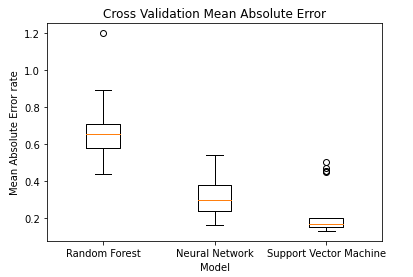 Cross Validation Mean Absolute Error
Mean Absolute Error rate
1.2
1.0
0.8
0.6
0.4
0.2
Random Forest
Neural Network
Support Vector Machine
Model